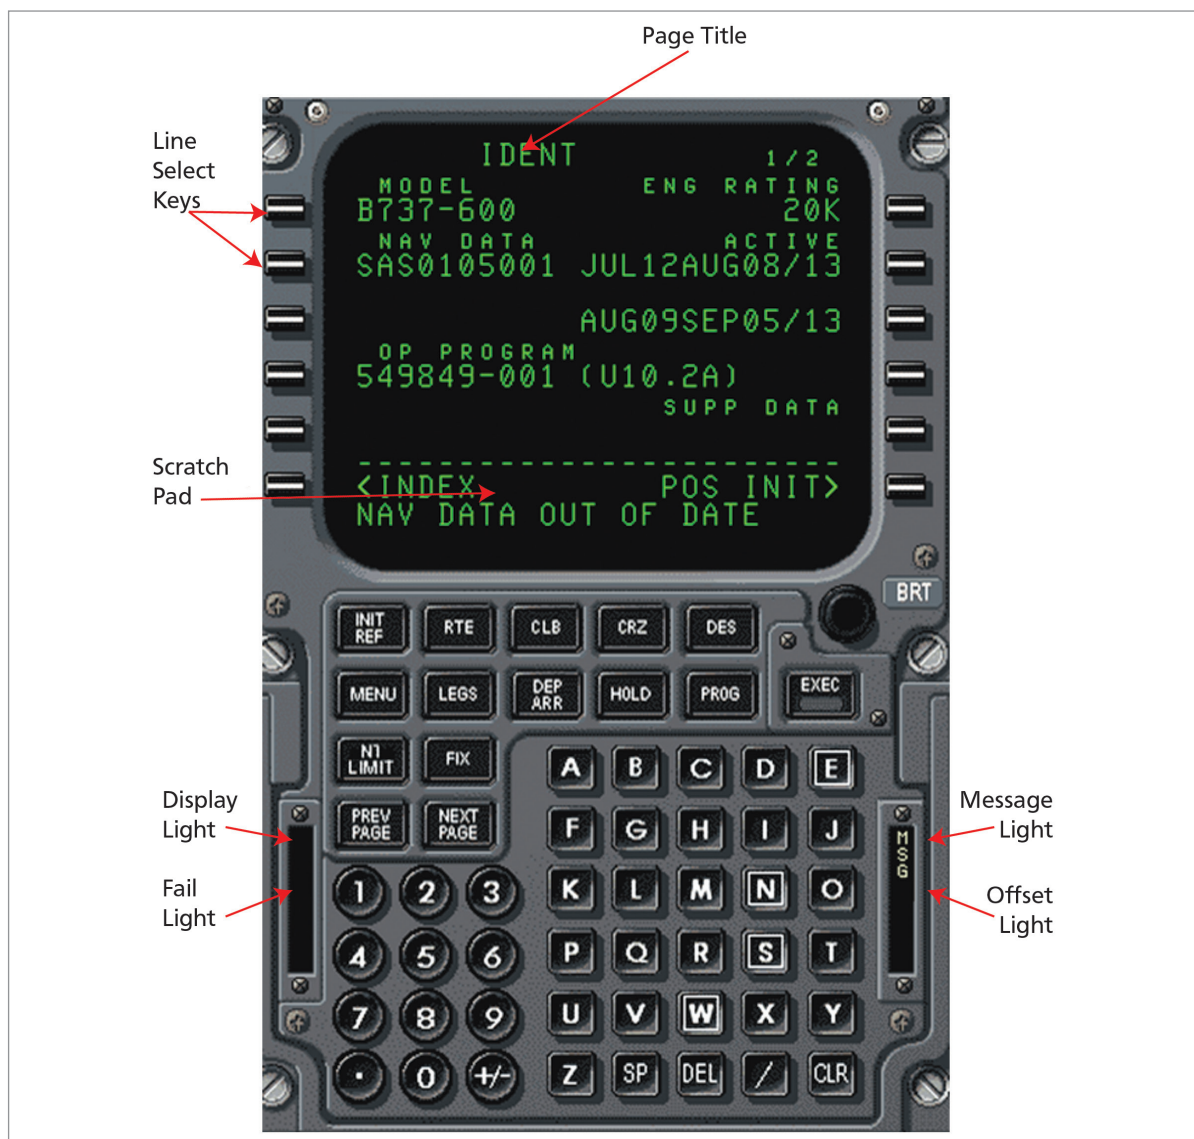 Page Title
Line
Select
Keys
IDENT 1/2
MODEL ENG RATING
B737-600 20K
NAV DATA ACTIVE
SAS0105001 JUL12AUG08/13
AUG09SEP05/13
OP PROGRAM
549849-001 (U10.2A)
SUPP DATA
Scratch
Pad
------------------------
<INDEX POS INIT>
NAV DATA OUT OF DATE
BRT
INIT
REF
RTE
CLB
CRZ
DES
MENU
LEGS
DEP
ARR
HOLD
PROG
EXEC
N1
LIMIT
FIX
PREV
PAGE
NEXT
PAGE
A B C D E
F G H I J
K L M N O
P Q R S T
U V W X Y
Z SP DEL / CLR
1 2 3
4 5 6
7 8 9
. 0 +/-
Display
Light
Fail
Light
MSG
Message
Light
Offset
Light